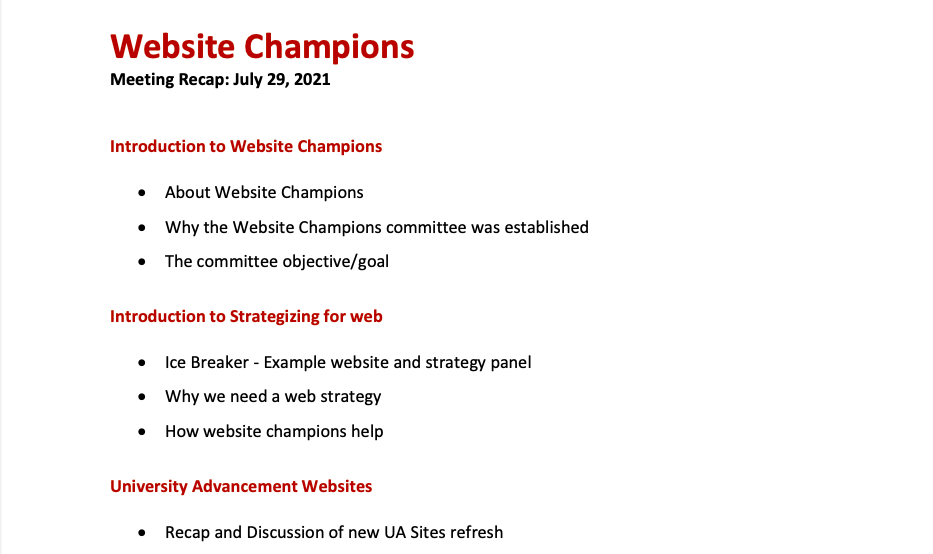 Website Champions
Meeting Recap: July 29, 2021
Introduction to Website Champions
• About Website Champions
• Why the Website Champions committee was established
• The committee objective/goal
Introduction to Strategizing for web
• Ice Breaker - Example website and strategy panel
• Why we need a web strategy
• How website champions help
University Advancement Websites
• Recap and Discussion of new UA Sites refresh